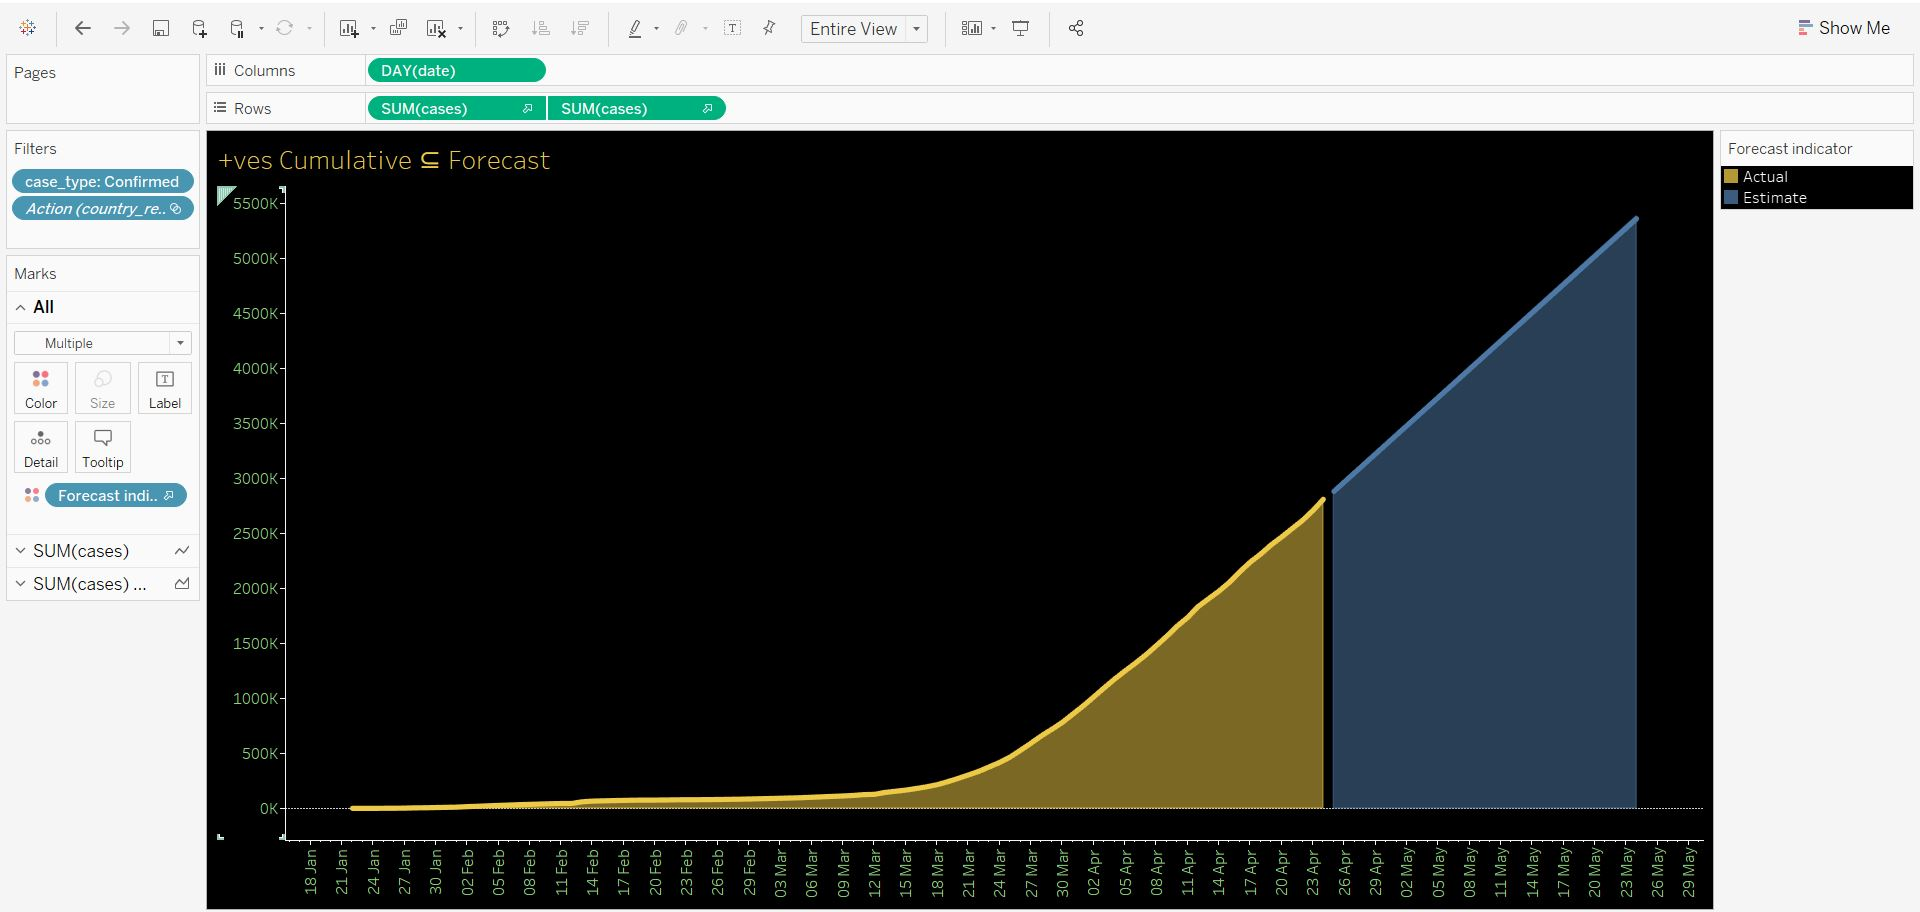 Entire View
Show Me
Pages
Columns
DAY(date)
Rows
SUM(cases)
SUM(cases)
Filters
case_type: Confirmed
Action (country_re..
Marks
All
Multiple
Color
Size
T
Label
Detail
Tooltip
Forecast indi..
SUM(cases)
SUM(cases) ...
+ves Cumulative ⊆ Forecast
5500K
5000K
4500K
4000K
3500K
3000K
2500K
2000K
1500K
1000K
500K
0K
18 Jan
21 Jan
24 Jan
27 Jan
30 Jan
02 Feb
05 Feb
08 Feb
11 Feb
14 Feb
17 Feb
20 Feb
23 Feb
26 Feb
29 Feb
03 Mar
06 Mar
09 Mar
12 Mar
15 Mar
18 Mar
21 Mar
24 Mar
27 Mar
30 Mar
02 Apr
05 Apr
08 Apr
11 Apr
14 Apr
17 Apr
20 Apr
23 Apr
26 Apr
29 Apr
02 May
05 May
08 May
11 May
14 May
17 May
20 May
23 May
26 May
29 May
Forecast indicator
Actual
Estimate